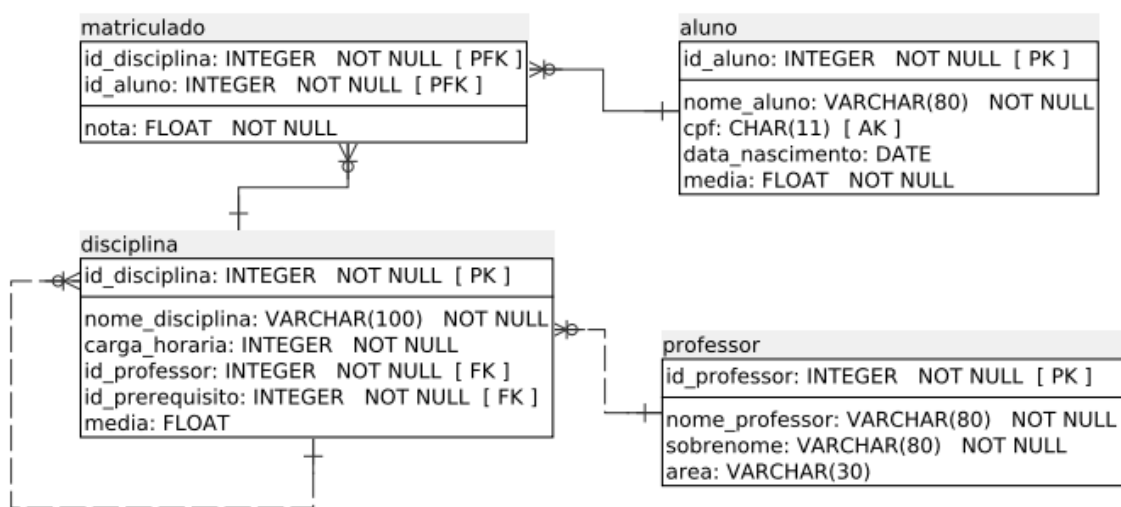 matriculado
id_disciplina: INTEGER NOT NULL [ PFK ]
id_aluno: INTEGER NOT NULL [ PFK ]
nota: FLOAT NOT NULL
aluno
id_aluno: INTEGER NOT NULL [ PK ]
nome_aluno: VARCHAR(80) NOT NULL
cpf: CHAR(11) [ AK ]
data_nascimento: DATE
media: FLOAT NOT NULL
disciplina
id_disciplina: INTEGER NOT NULL [ PK ]
nome_disciplina: VARCHAR(100) NOT NULL
carga_horaria: INTEGER NOT NULL
id_professor: INTEGER NOT NULL [ FK ]
id_prerequisito: INTEGER NOT NULL [ FK ]
media: FLOAT
professor
id_professor: INTEGER NOT NULL [ PK ]
nome_professor: VARCHAR(80) NOT NULL
sobrenome: VARCHAR(80) NOT NULL
area: VARCHAR(30)